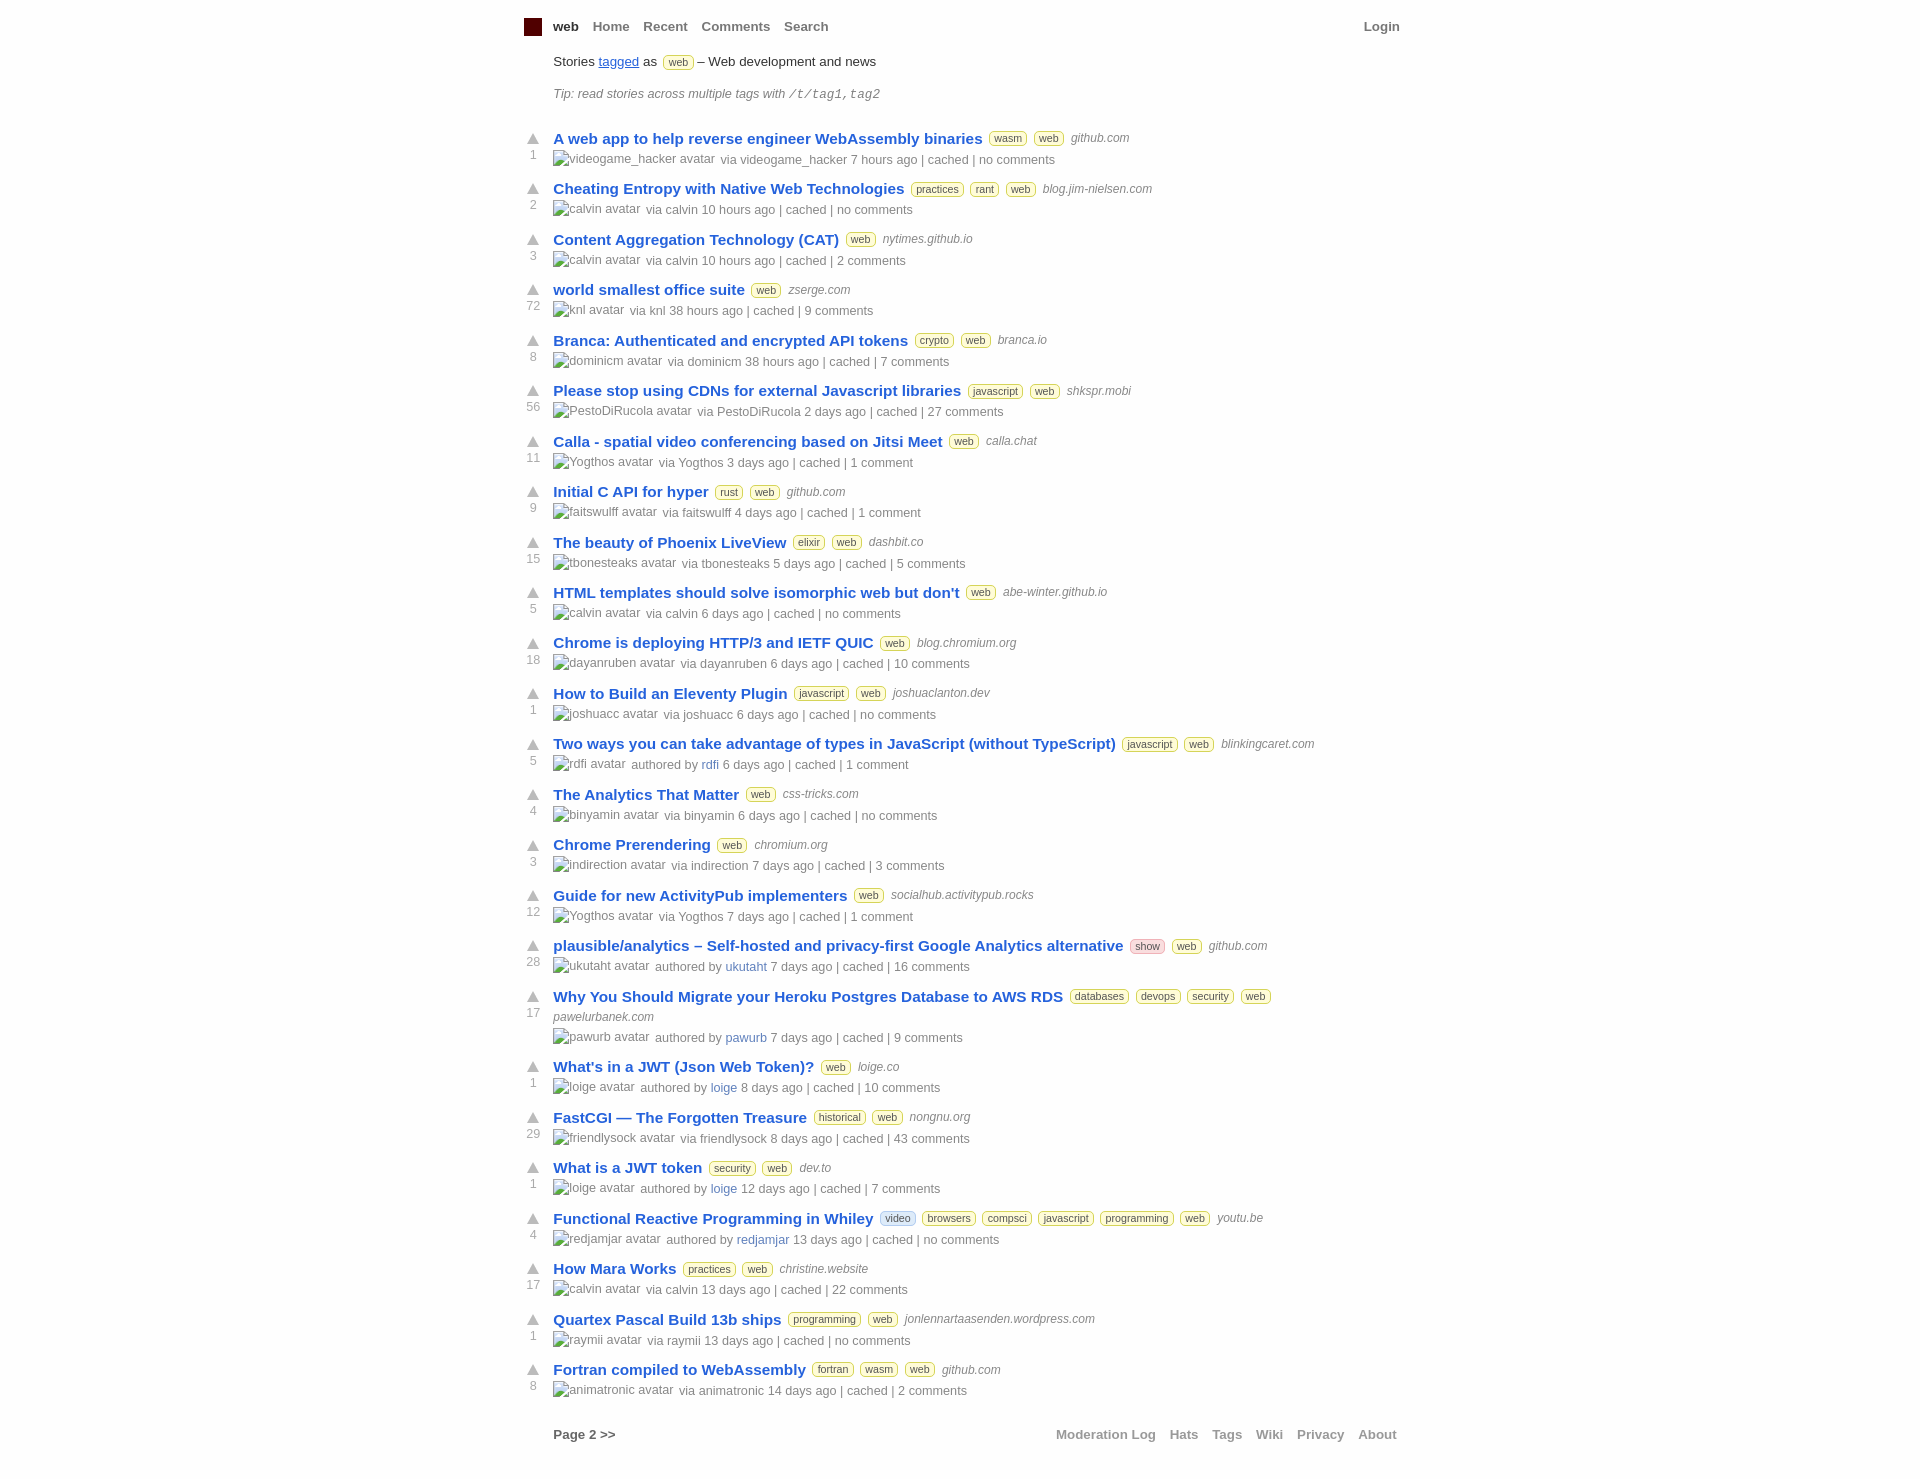 web Home Recent Comments Search Login
Stories tagged as web – Web development and news
Tip: read stories across multiple tags with /t/tag1,tag2
A web app to help reverse engineer WebAssembly binaries wasm web github.com
1 videogame_hacker avatar via videogame_hacker 7 hours ago | cached | no comments
Cheating Entropy with Native Web Technologies practices rant web blog.jim-nielsen.com
2 calvin avatar via calvin 10 hours ago | cached | no comments
Content Aggregation Technology (CAT) web nytimes.github.io
3 calvin avatar via calvin 10 hours ago | cached | 2 comments
world smallest office suite web zserge.com
72 knl avatar via knl 38 hours ago | cached | 9 comments
Branca: Authenticated and encrypted API tokens crypto web branca.io
8 dominicm avatar via dominicm 38 hours ago | cached | 7 comments
Please stop using CDNs for external Javascript libraries javascript web shkspr.mobi
56 PestoDiRucola avatar via PestoDiRucola 2 days ago | cached | 27 comments
Calla - spatial video conferencing based on Jitsi Meet web calla.chat
11 Yogthos avatar via Yogthos 3 days ago | cached | 1 comment
Initial C API for hyper rust web github.com
9 faitswulff avatar via faitswulff 4 days ago | cached | 1 comment
The beauty of Phoenix LiveView elixir web dashbit.co
15 tbonesteaks avatar via tbonesteaks 5 days ago | cached | 5 comments
HTML templates should solve isomorphic web but don't web abe-winter.github.io
5 calvin avatar via calvin 6 days ago | cached | no comments
Chrome is deploying HTTP/3 and IETF QUIC web blog.chromium.org
18 dayanruben avatar via dayanruben 6 days ago | cached | 10 comments
How to Build an Eleventy Plugin javascript web joshuaclanton.dev
1 joshuacc avatar via joshuacc 6 days ago | cached | no comments
Two ways you can take advantage of types in JavaScript (without TypeScript) javascript web blinkingcaret.com
5 rdfi avatar authored by rdfi 6 days ago | cached | 1 comment
The Analytics That Matter web css-tricks.com
4 binyamin avatar via binyamin 6 days ago | cached | no comments
Chrome Prerendering web chromium.org
3 indirection avatar via indirection 7 days ago | cached | 3 comments
Guide for new ActivityPub implementers web socialhub.activitypub.rocks
12 Yogthos avatar via Yogthos 7 days ago | cached | 1 comment
plausible/analytics – Self-hosted and privacy-first Google Analytics alternative show web github.com
28 ukutaht avatar authored by ukutaht 7 days ago | cached | 16 comments
Why You Should Migrate your Heroku Postgres Database to AWS RDS databases devops security web
17 pawelurbanek.com
pawurb avatar authored by pawurb 7 days ago | cached | 9 comments
What's in a JWT (Json Web Token)? web loige.co
1 loige avatar authored by loige 8 days ago | cached | 10 comments
FastCGI — The Forgotten Treasure historical web nongnu.org
29 friendlysock avatar via friendlysock 8 days ago | cached | 43 comments
What is a JWT token security web dev.to
1 loige avatar authored by loige 12 days ago | cached | 7 comments
Functional Reactive Programming in Whiley video browsers compsci javascript programming web youtu.be
4 redjamjar avatar authored by redjamjar 13 days ago | cached | no comments
How Mara Works practices web christine.website
17 calvin avatar via calvin 13 days ago | cached | 22 comments
Quartex Pascal Build 13b ships programming web jonlennartaasenden.wordpress.com
1 raymii avatar via raymii 13 days ago | cached | no comments
Fortran compiled to WebAssembly fortran wasm web github.com
8 animatronic avatar via animatronic 14 days ago | cached | 2 comments
Page 2 >> Moderation Log Hats Tags Wiki Privacy About